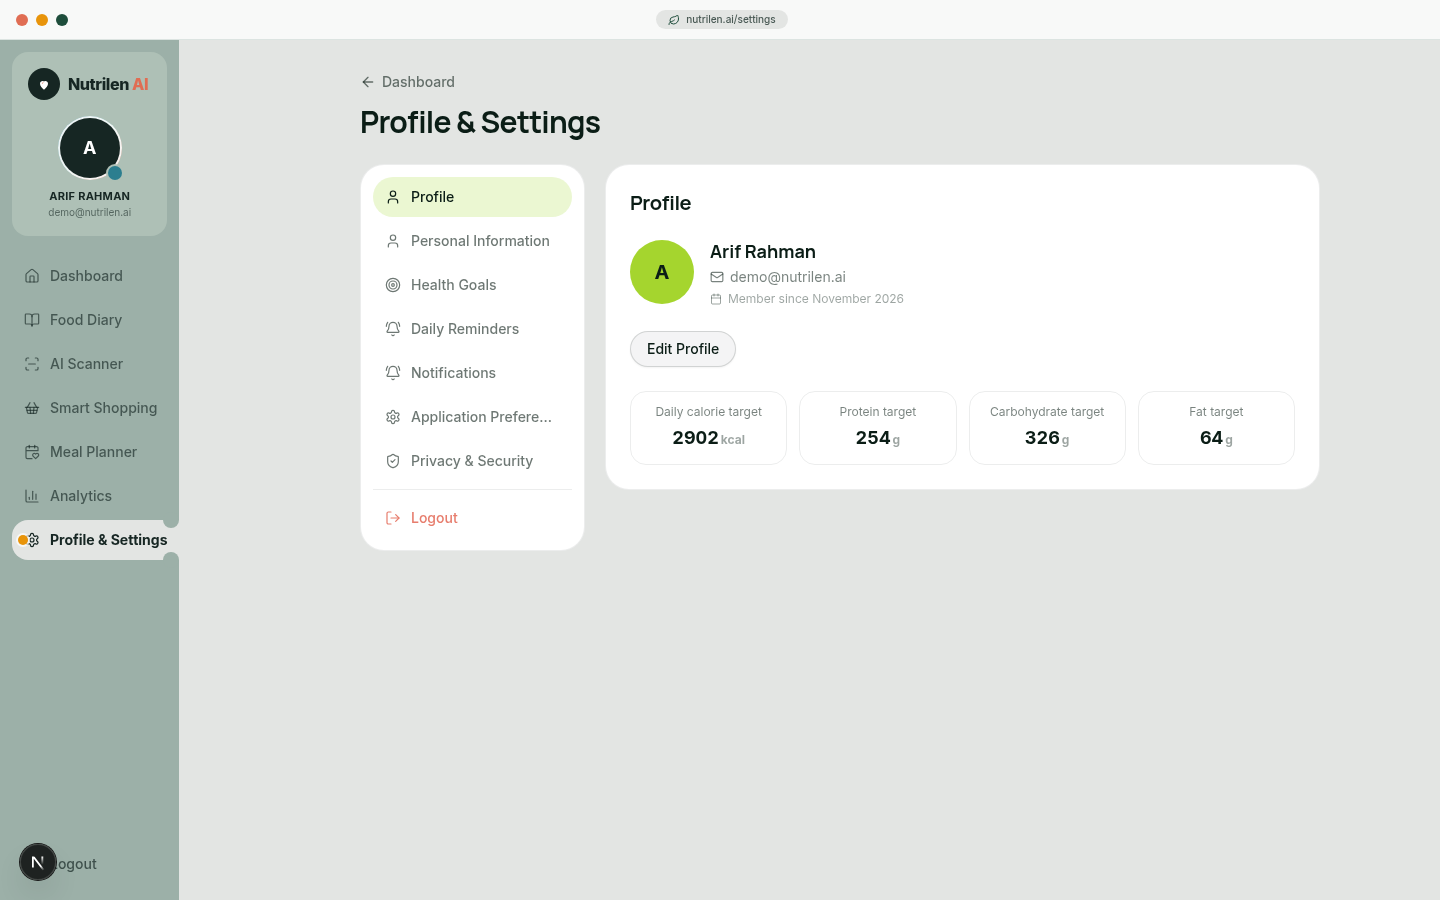 nutrilen.ai/settings
Nutrilen AI
A
ARIF RAHMAN
demo@nutrilen.ai
Dashboard
Food Diary
AI Scanner
Smart Shopping
Meal Planner
Analytics
Profile & Settings
N
ogout
Dashboard
Profile & Settings
Profile
Personal Information
Health Goals
Daily Reminders
Notifications
Application Prefere...
Privacy & Security
Logout
Profile
A
Arif Rahman
demo@nutrilen.ai
Member since November 2026
Edit Profile
Daily calorie target
2902 kcal
Protein target
254 g
Carbohydrate target
326 g
Fat target
64 g